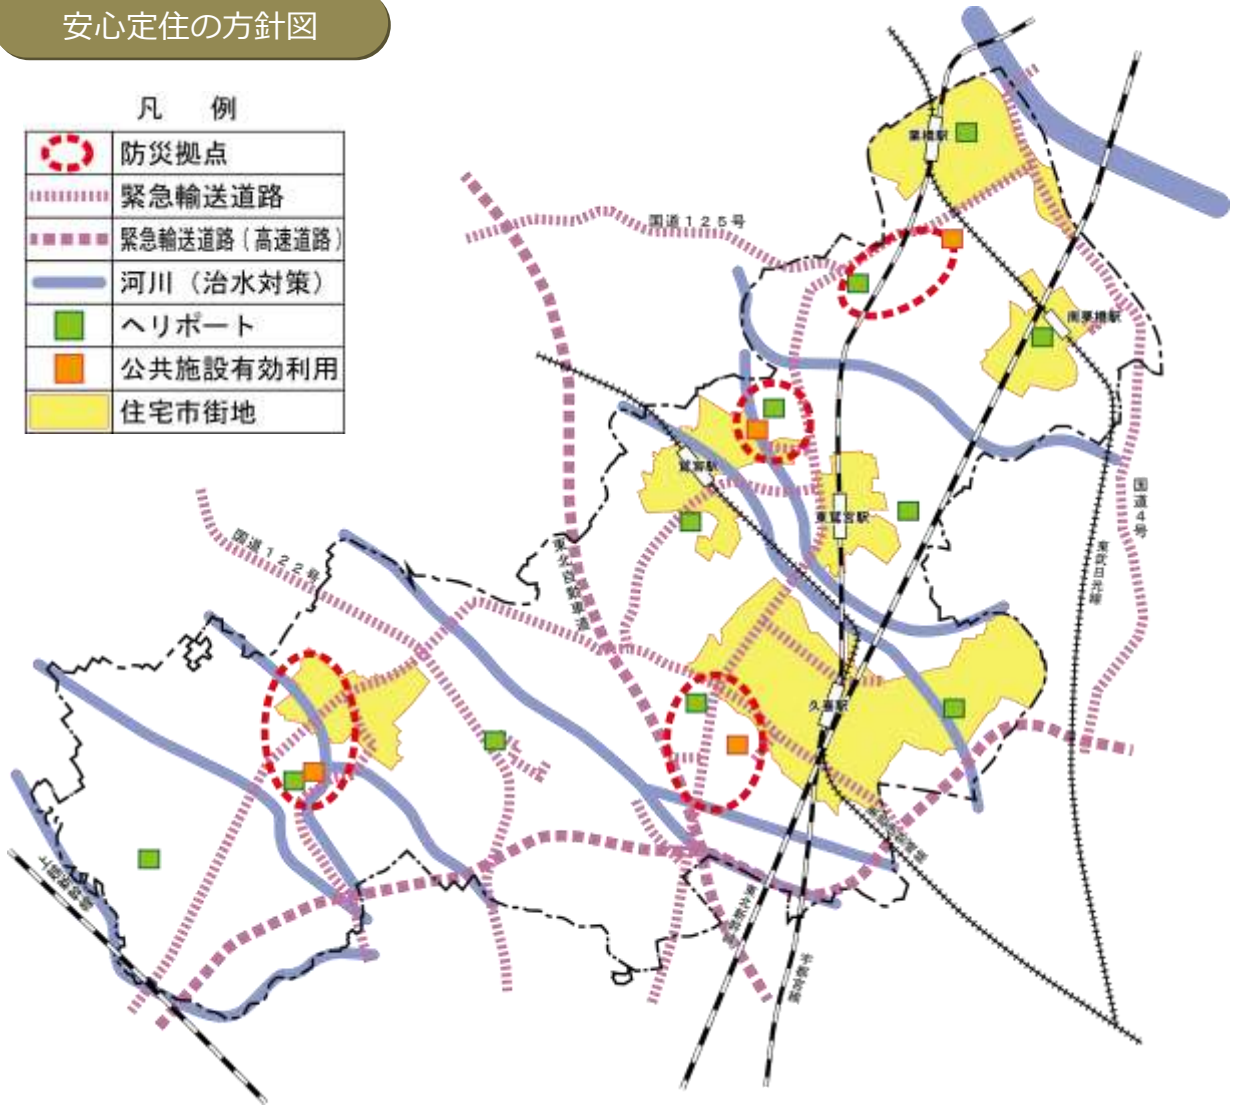 安心定住の方針図
凡 例
防災拠点
緊急輸送道路
緊急輸送道路（高速道路）
河川（治水対策）
ヘリポート
公共施設有効利用
住宅市街地
栗橋駅
国道１２５号
南栗橋駅
鷲宮駅
東鷲宮駅
国道４号
東武日光線
国道１２２号
東北自動車道
久喜駅
宇都宮線